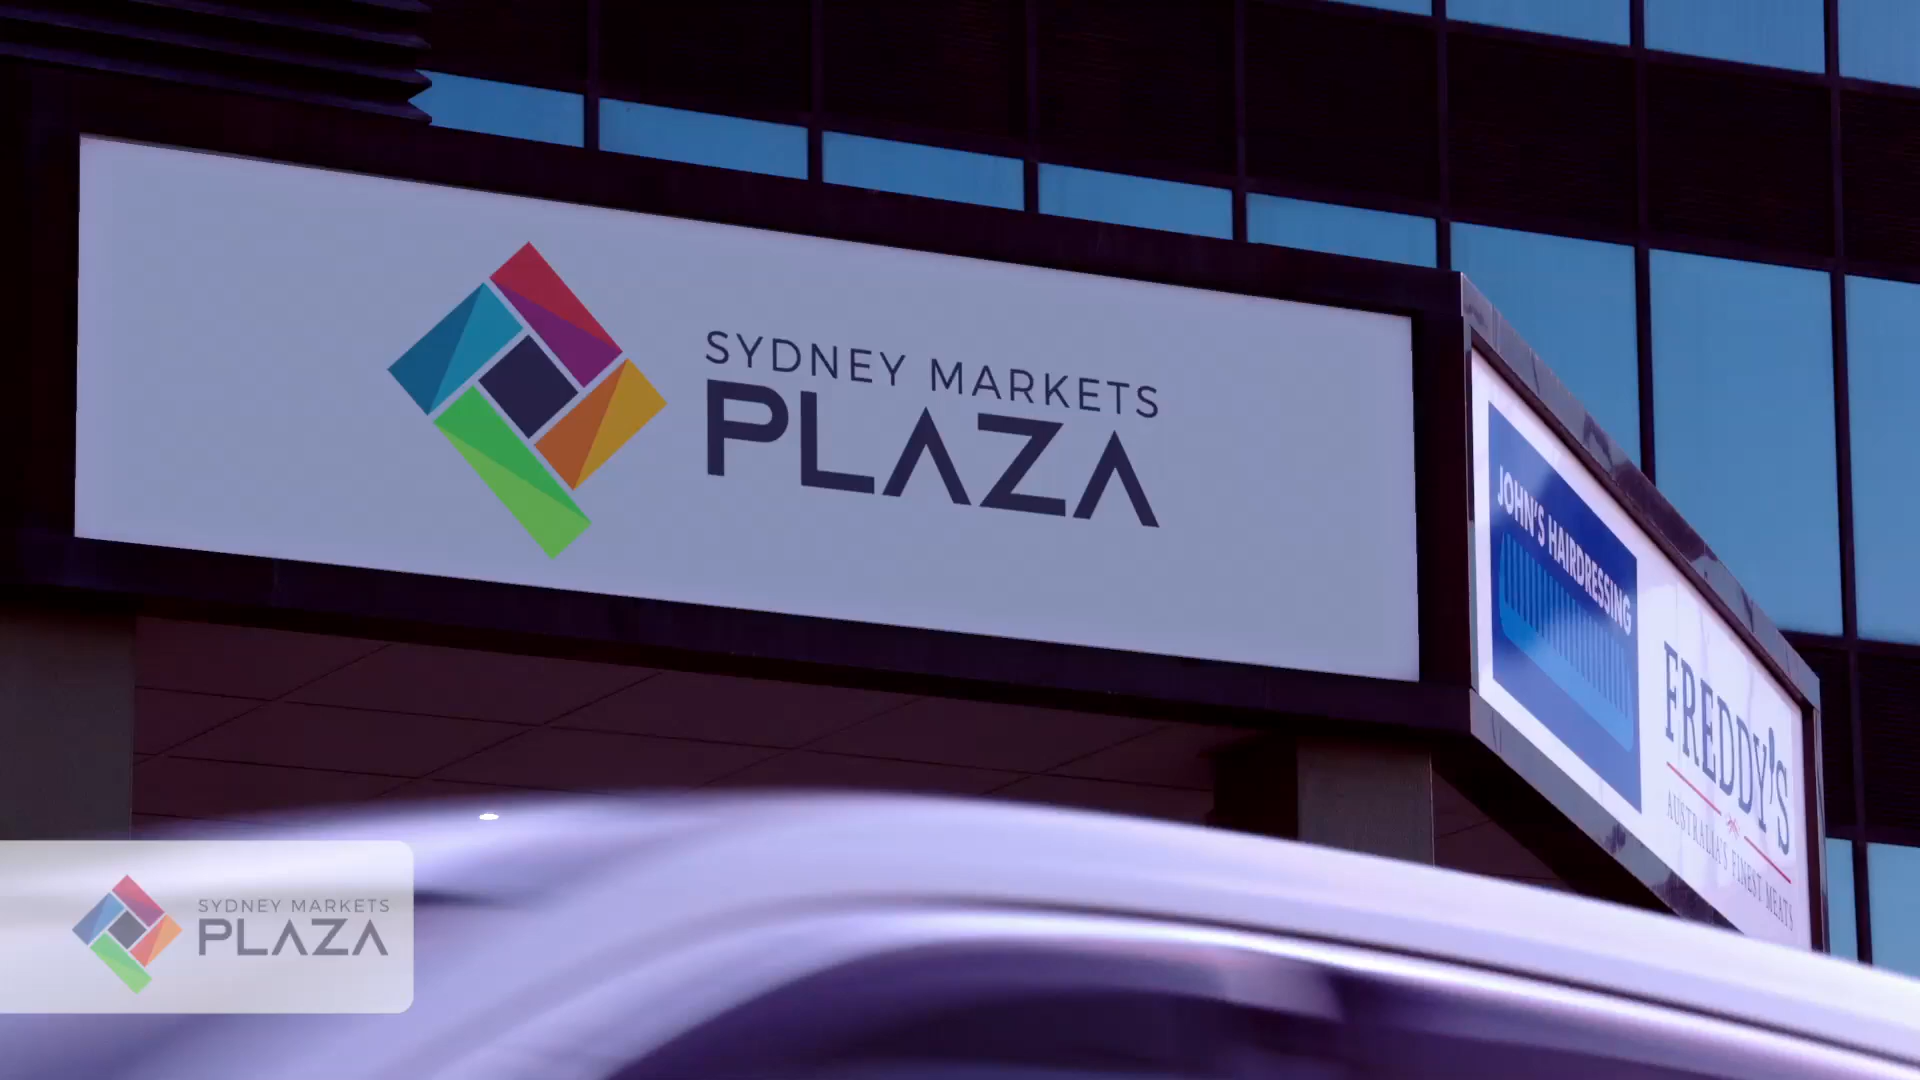 SYDNEY MARKETS
PLAZA
JOHN'S HAIRDRESSING
FREDDY'S
AUSTRALIA'S FINEST MEATS
SYDNEY MARKETS
PLAZA